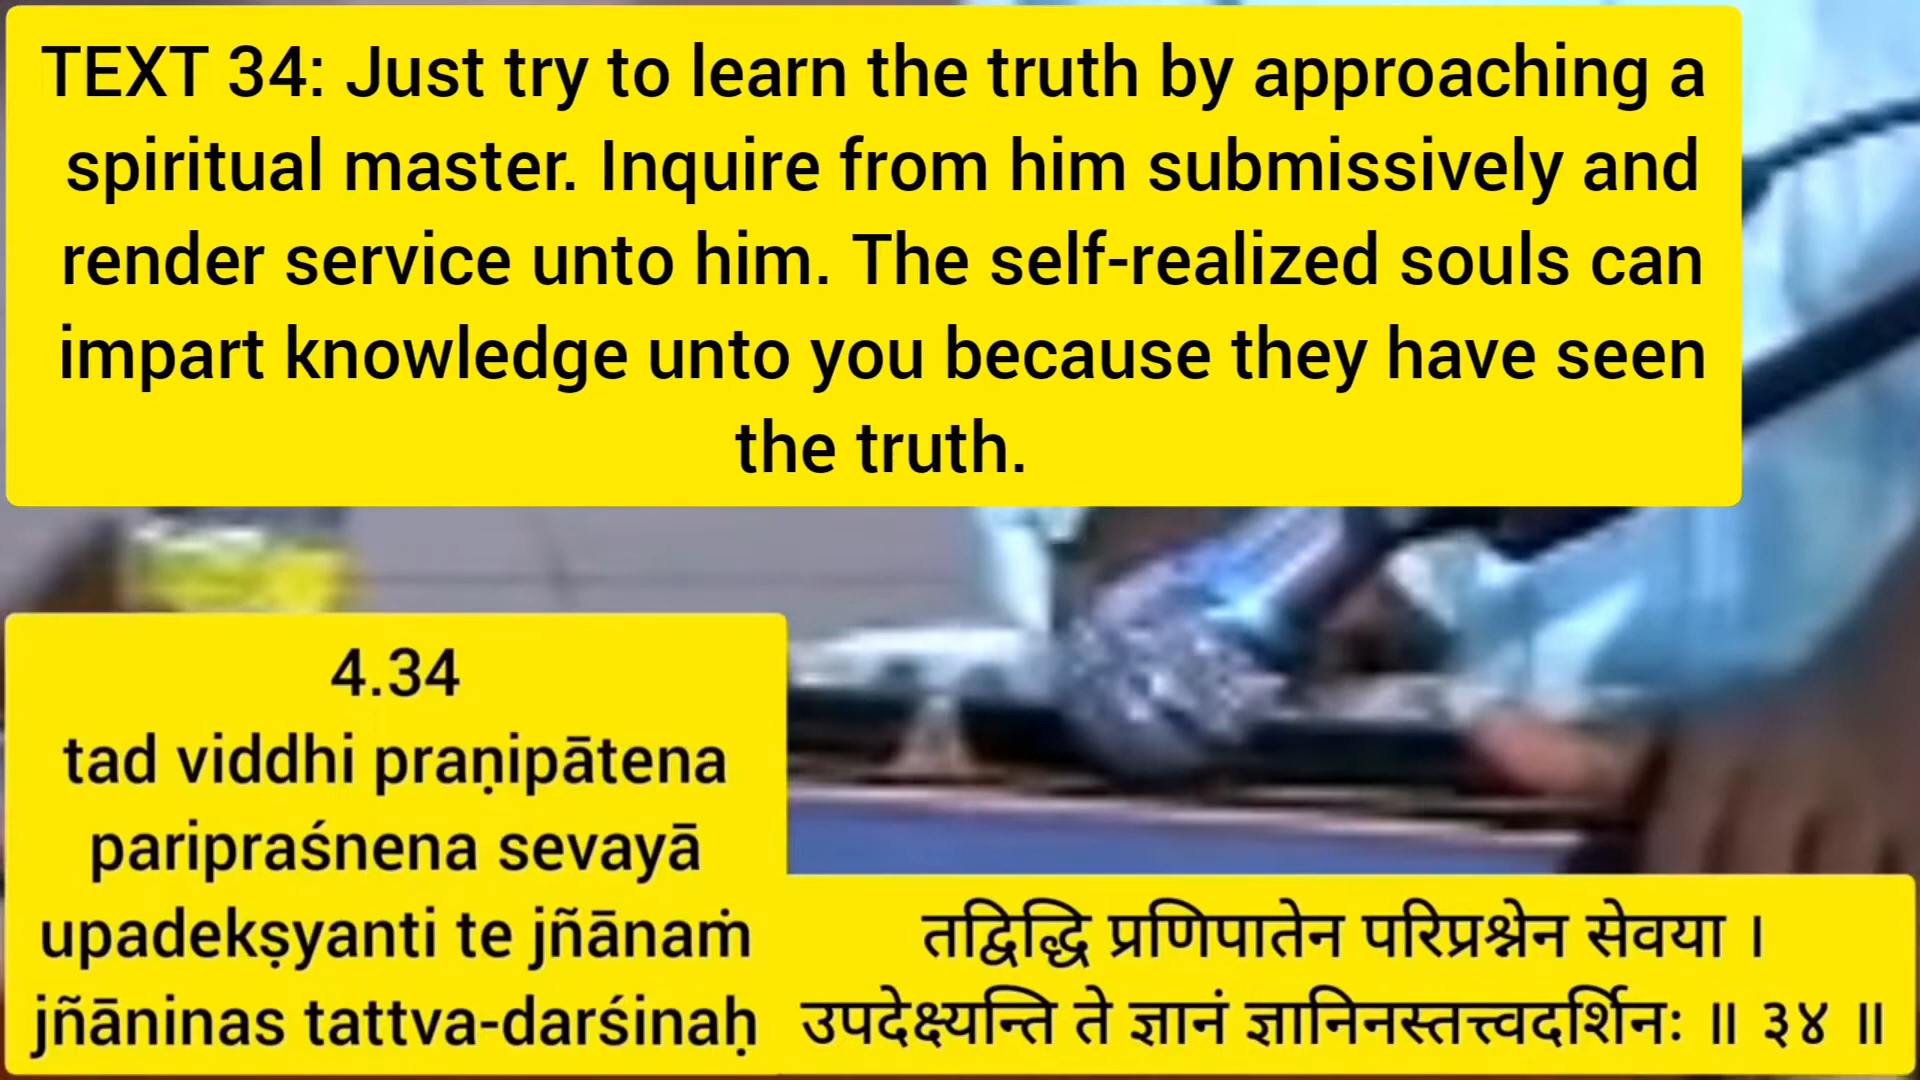 TEXT 34: Just try to learn the truth by approaching a
spiritual master. Inquire from him submissively and
render service unto him. The self-realized souls can
impart knowledge unto you because they have seen
the truth.
4.34
tad viddhi praṇipātena
paripraśnena sevayā
upadekṣyanti te jñānaṁ
jñāninas tattva-darśinaḥ
तद्विद्धि प्रणिपातेन परिप्रश्नेन सेवया ।
उपदेक्ष्यन्ति ते ज्ञानं ज्ञानिनस्तत्त्वदर्शिनः ॥ ३४ ॥